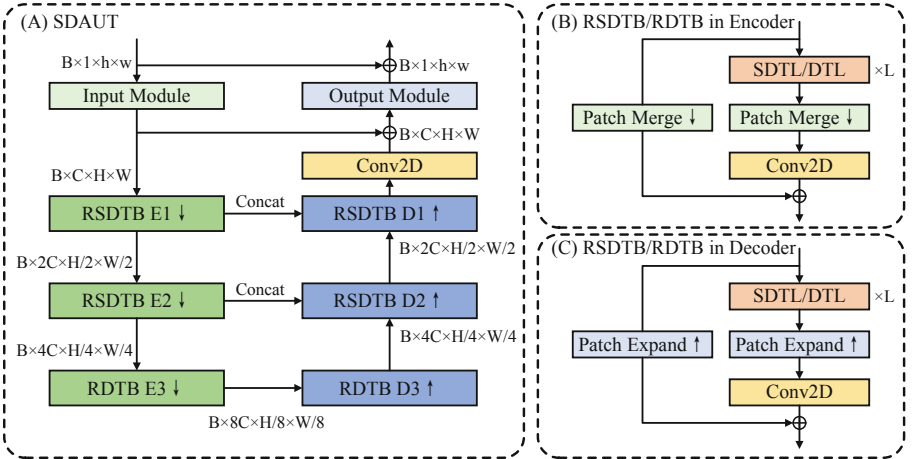 (A) SDAUT
B×1×h×w
B×1×h×w
Input Module
Output Module
B×C×H×W
Conv2D
B×C×H×W
RSDTB E1 ↓
Concat
RSDTB D1 ↑
B×2C×H/2×W/2
B×2C×H/2×W/2
RSDTB E2 ↓
Concat
RSDTB D2 ↑
B×4C×H/4×W/4
B×4C×H/4×W/4
RDTB E3 ↓
RDTB D3 ↑
B×8C×H/8×W/8
(B) RSDTB/RDTB in Encoder
SDTL/DTL
×L
Patch Merge ↓
Patch Merge ↓
Conv2D
(C) RSDTB/RDTB in Decoder
SDTL/DTL
×L
Patch Expand ↑
Patch Expand ↑
Conv2D